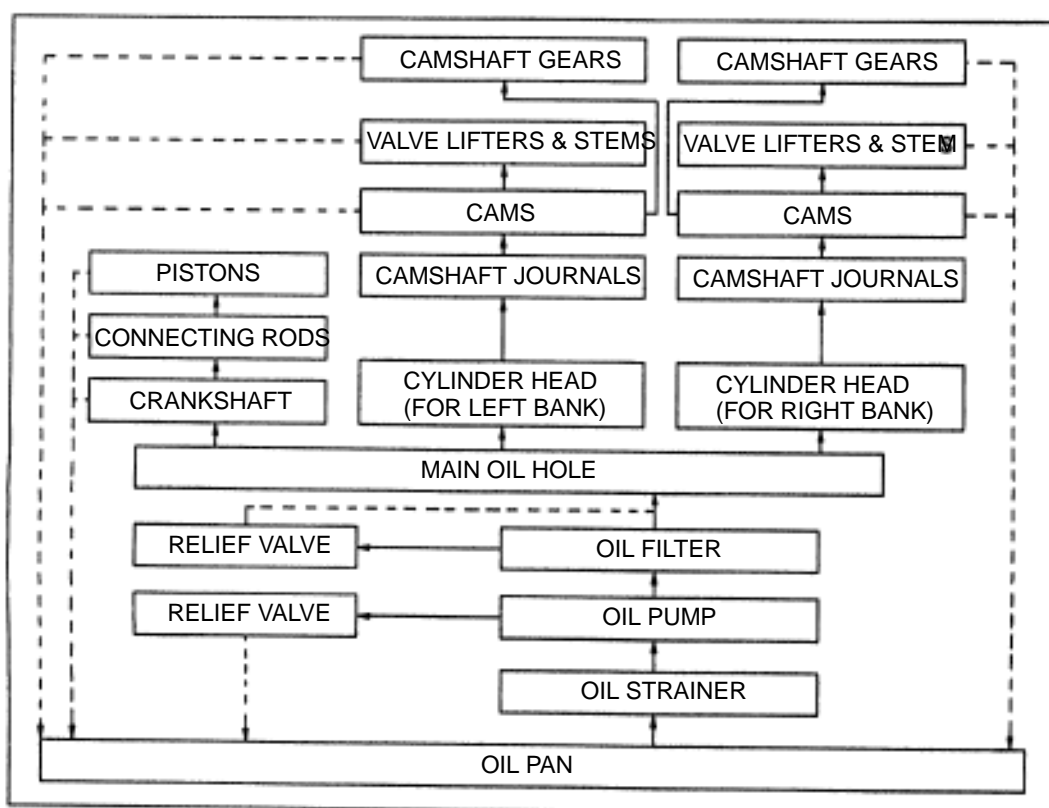 CAMSHAFT GEARS
CAMSHAFT GEARS
VALVE LIFTERS & STEMS
VALVE LIFTERS & STEMS
CAMS
CAMS
PISTONS
CAMSHAFT JOURNALS
CAMSHAFT JOURNALS
CONNECTING RODS
CRANKSHAFT
CYLINDER HEAD
(FOR LEFT BANK)
CYLINDER HEAD
(FOR RIGHT BANK)
MAIN OIL HOLE
RELIEF VALVE
OIL FILTER
RELIEF VALVE
OIL PUMP
OIL STRAINER
OIL PAN